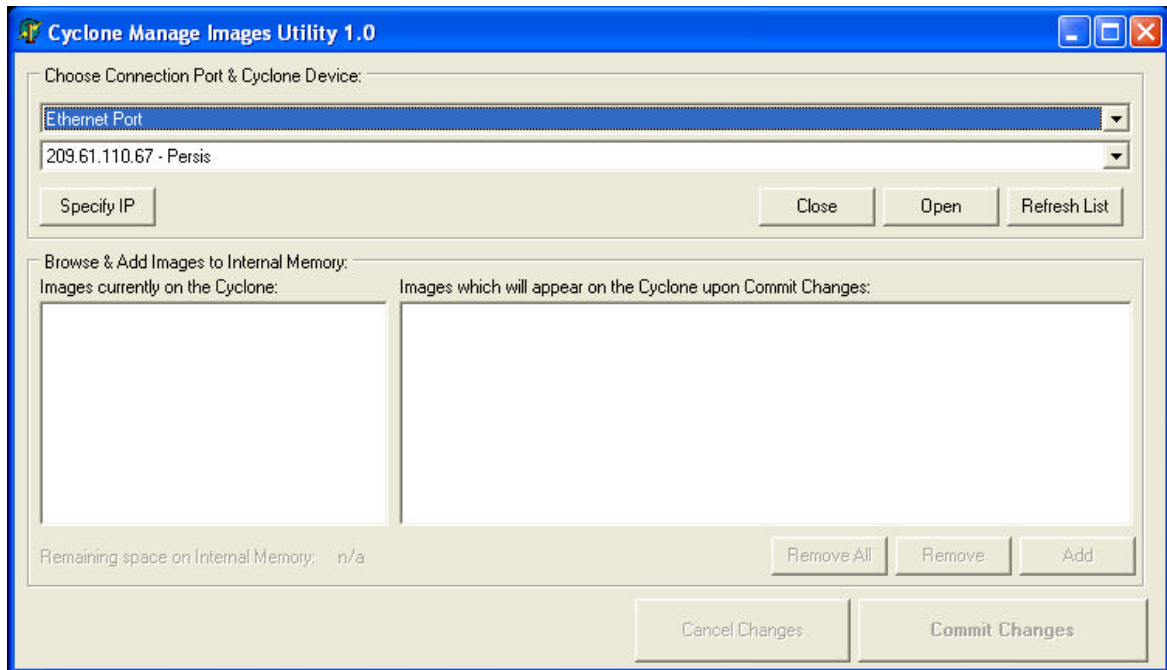 Cyclone Manage Images Utility 1.0
Choose Connection Port & Cyclone Device:
Ethernet Port
209.61.110.67 - Persis
Specify IP Close Open Refresh List
Browse & Add Images to Internal Memory:
Images currently on the Cyclone: Images which will appear on the Cyclone upon Commit Changes:
Remaining space on Internal Memory: n/a Remove All Remove Add
Cancel Changes Commit Changes